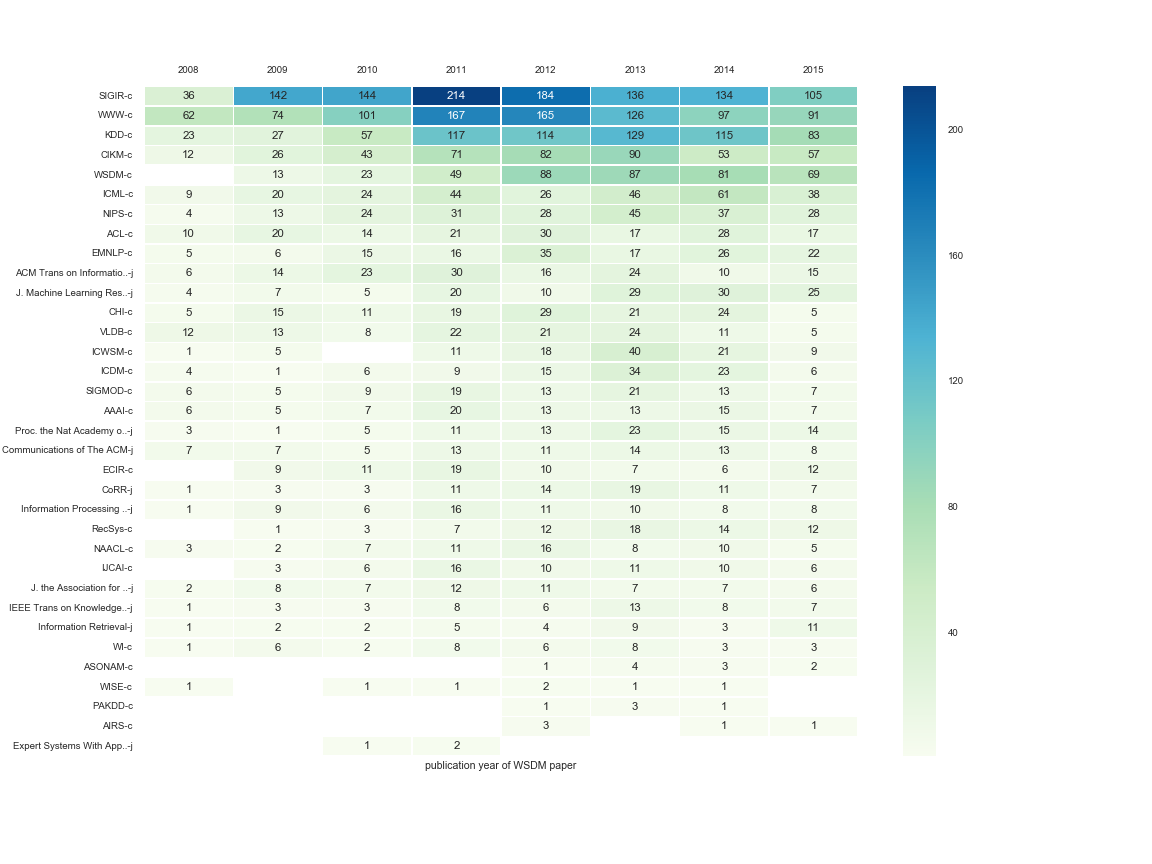 2008 2009 2010 2011 2012 2013 2014 2015
SIGIR-c 36 142 144 214 184 136 134 105
WWW-c 62 74 101 167 165 126 97 91
KDD-c 23 27 57 117 114 129 115 83
CIKM-c 12 26 43 71 82 90 53 57
WSDM-c 13 23 49 88 87 81 69
ICML-c 9 20 24 44 26 46 61 38
NIPS-c 4 13 24 31 28 45 37 28
ACL-c 10 20 14 21 30 17 28 17
EMNLP-c 5 6 15 16 35 17 26 22
ACM Trans on Informatio..-j 6 14 23 30 16 24 10 15
J. Machine Learning Res..-j 4 7 5 20 10 29 30 25
CHI-c 5 15 11 19 29 21 24 5
VLDB-c 12 13 8 22 21 24 11 5
ICWSM-c 1 5 11 18 40 21 9
ICDM-c 4 1 6 9 15 34 23 6
SIGMOD-c 6 5 9 19 13 21 13 7
AAAI-c 6 5 7 20 13 13 15 7
Proc. the Nat Academy o..-j 3 1 5 11 13 23 15 14
Communications of The ACM-j 7 7 5 13 11 14 13 8
ECIR-c 9 11 19 10 7 6 12
CoRR-j 1 3 3 11 14 19 11 7
Information Processing ..-j 1 9 6 16 11 10 8 8
RecSys-c 1 3 7 12 18 14 12
NAACL-c 3 2 7 11 16 8 10 5
IJCAI-c 3 6 16 10 11 10 6
J. the Association for ..-j 2 8 7 12 11 7 7 6
IEEE Trans on Knowledge..-j 1 3 3 8 6 13 8 7
Information Retrieval-j 1 2 2 5 4 9 3 11
WI-c 1 6 2 8 6 8 3 3
ASONAM-c 1 4 3 2
WISE-c 1 1 1 2 1 1
PAKDD-c 1 3 1
AIRS-c 3 1 1
Expert Systems With App..-j 1 2
publication year of WSDM paper
200
160
120
80
40